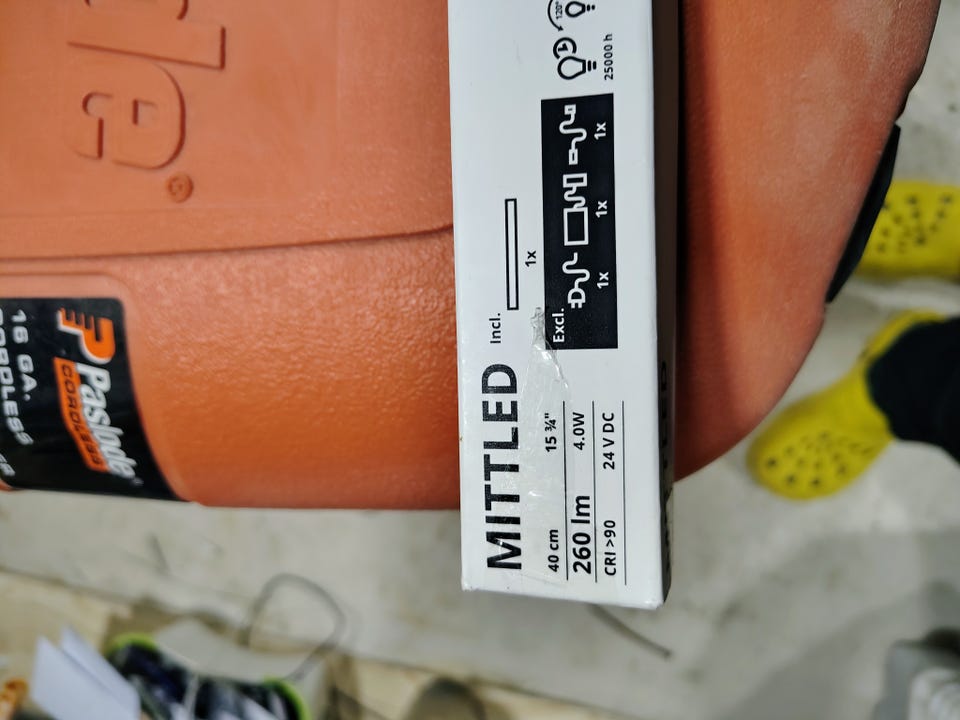 MITTLED
Incl.
1x
Excl.
1x
1x
1x
25000 h
120°
40 cm
15 ¾"
260 lm
4.0W
CRI >90
24 V DC
Paslode
CORDLESS
16 GA.
CORDLESS